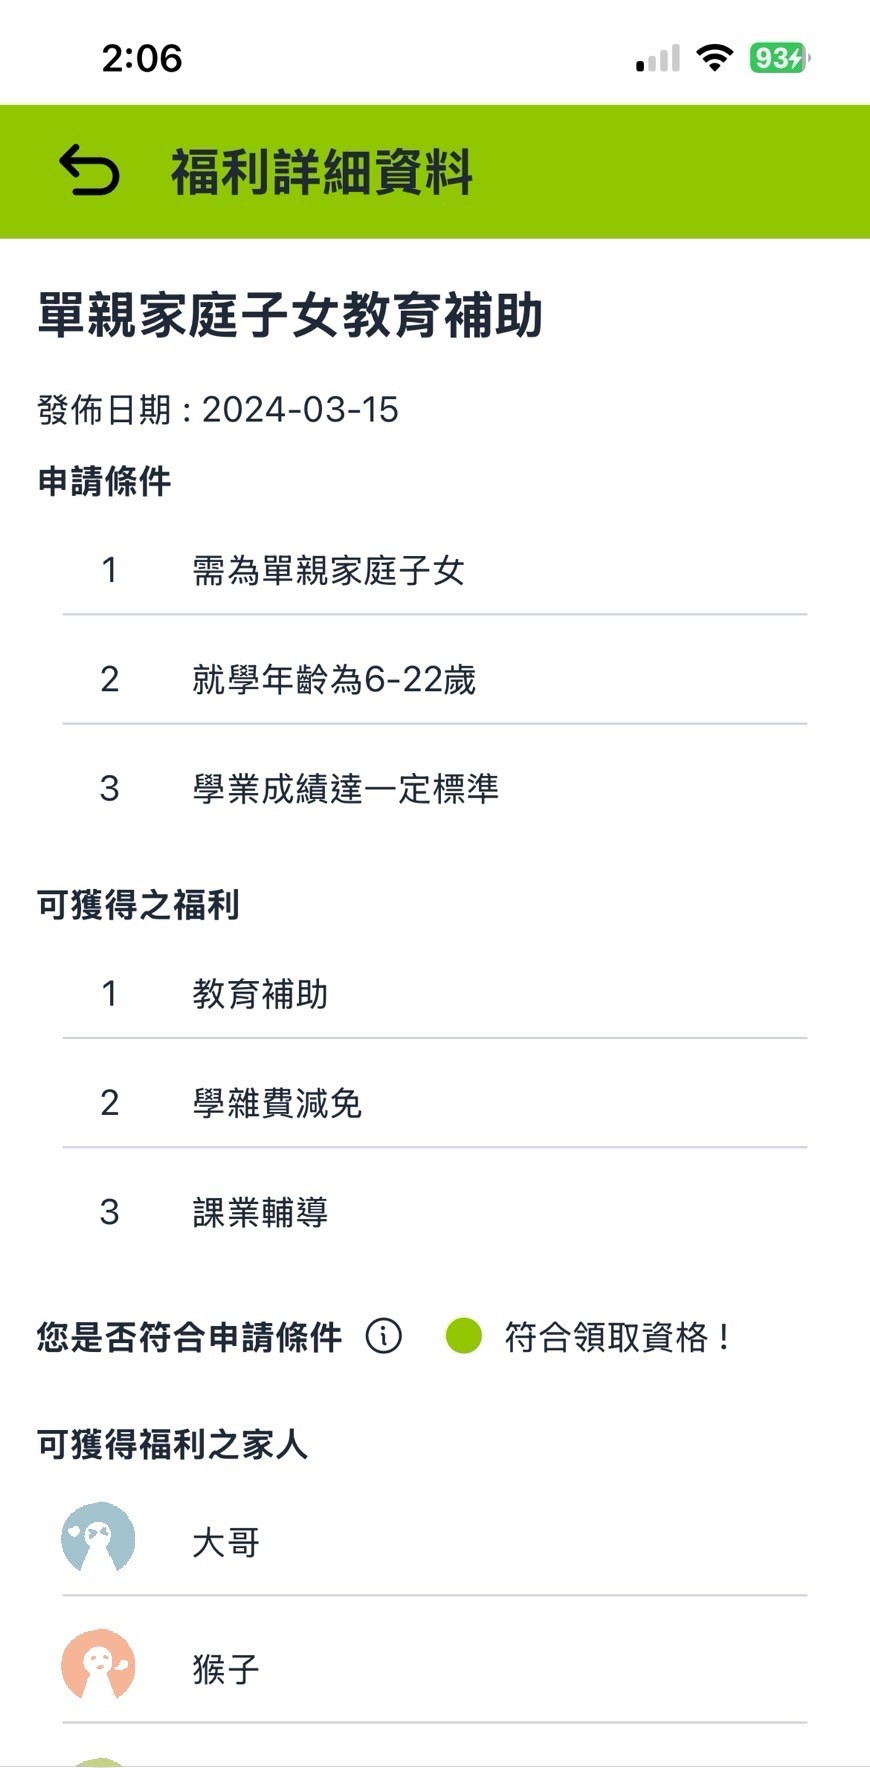 2:06
93
福利詳細資料
單親家庭子女教育補助
發佈日期：2024-03-15
申請條件
1 需為單親家庭子女
2 就學年齡為6-22歲
3 學業成績達一定標準
可獲得之福利
1 教育補助
2 學雜費減免
3 課業輔導
您是否符合申請條件 符合領取資格！
可獲得福利之家人
大哥
猴子